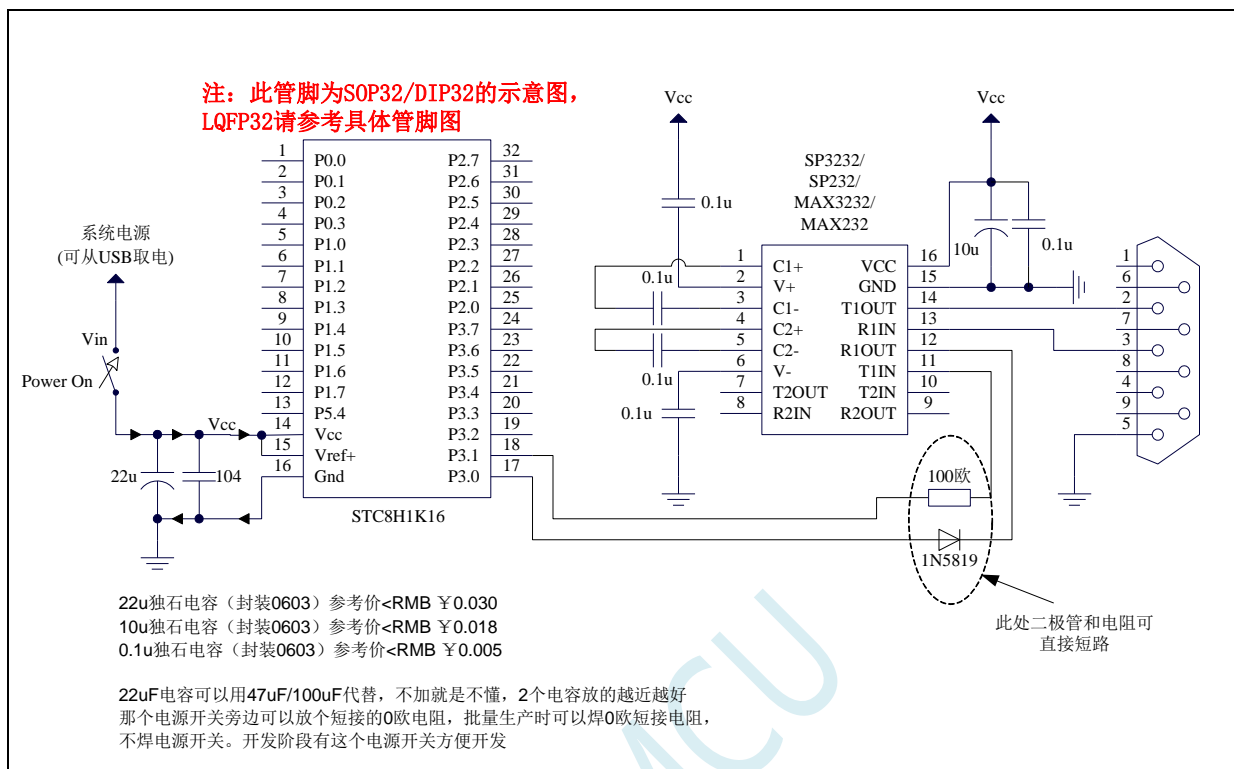 注：此管脚为SOP32/DIP32的示意图，
LQFP32请参考具体管脚图
系统电源
(可从USB取电)
Vin
Power On
Vcc
22u
104
1 P0.0
2 P0.1
3 P0.2
4 P0.3
5 P1.0
6 P1.1
7 P1.2
8 P1.3
9 P1.4
10 P1.5
11 P1.6
12 P1.7
13 P5.4
14 Vcc
15 Vref+
16 Gnd
P2.7 32
P2.6 31
P2.5 30
P2.4 29
P2.3 28
P2.2 27
P2.1 26
P2.0 25
P3.7 24
P3.6 23
P3.5 22
P3.4 21
P3.3 20
P3.2 19
P3.1 18
P3.0 17
STC8H1K16
Vcc
0.1u
0.1u
0.1u
0.1u
SP3232/
SP232/
MAX3232/
MAX232
1 C1+
2 V+
3 C1-
4 C2+
5 C2-
6 V-
7 T2OUT
8 R2IN
VCC 16
GND 15
T1OUT 14
R1IN 13
R1OUT 12
T1IN 11
T2IN 10
R2OUT 9
Vcc
10u
0.1u
1
6
2
7
3
8
4
9
5
100欧
1N5819
此处二极管和电阻可
直接短路
22u独石电容（封装0603）参考价<RMB ￥0.030
10u独石电容（封装0603）参考价<RMB ￥0.018
0.1u独石电容（封装0603）参考价<RMB ￥0.005
22uF电容可以用47uF/100uF代替，不加就是不懂，2个电容放的越近越好
那个电源开关旁边可以放个短接的0欧电阻，批量生产时可以焊0欧短接电阻，
不焊电源开关。开发阶段有这个电源开关方便开发
MCU